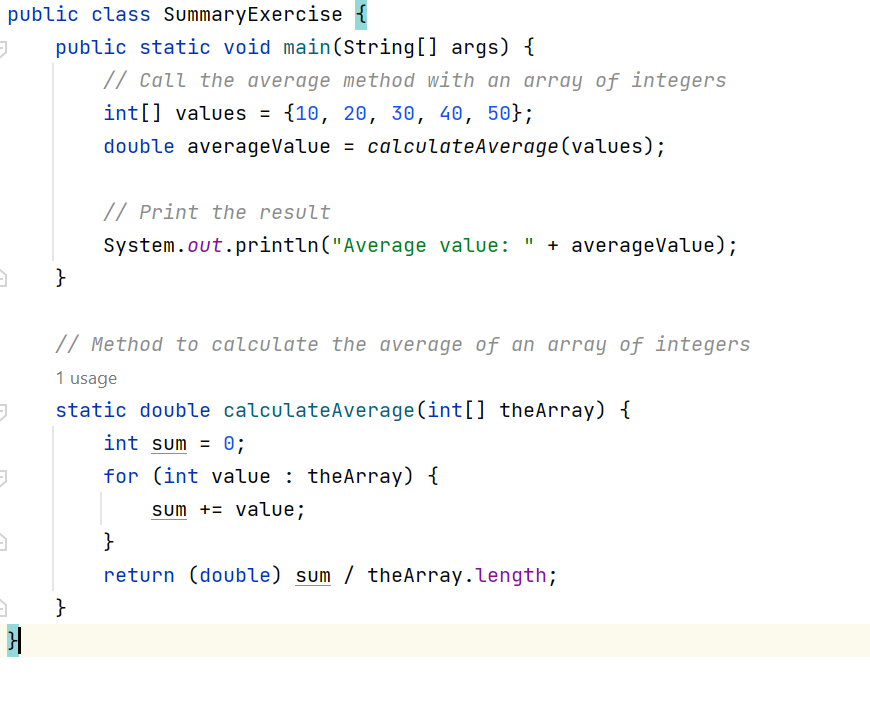 public class SummaryExercise {
    public static void main(String[] args) {
        // Call the average method with an array of integers
        int[] values = {10, 20, 30, 40, 50};
        double averageValue = calculateAverage(values);

        // Print the result
        System.out.println("Average value: " + averageValue);
    }

    // Method to calculate the average of an array of integers
    1 usage
    static double calculateAverage(int[] theArray) {
        int sum = 0;
        for (int value : theArray) {
            sum += value;
        }
        return (double) sum / theArray.length;
    }
}